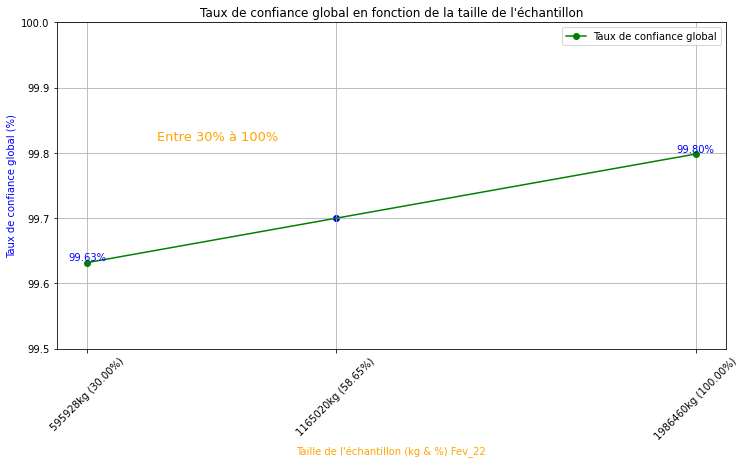 Taux de confiance global en fonction de la taille de l'échantillon
Taux de confiance global
Entre 30% à 100%
Taux de confiance global (%)
100.0
99.9
99.8
99.7
99.6
99.5
99.63%
99.80%
595928kg (30.00%)
1165020kg (58.65%)
1986460kg (100.00%)
Taille de l'échantillon (kg & %) Fev_22